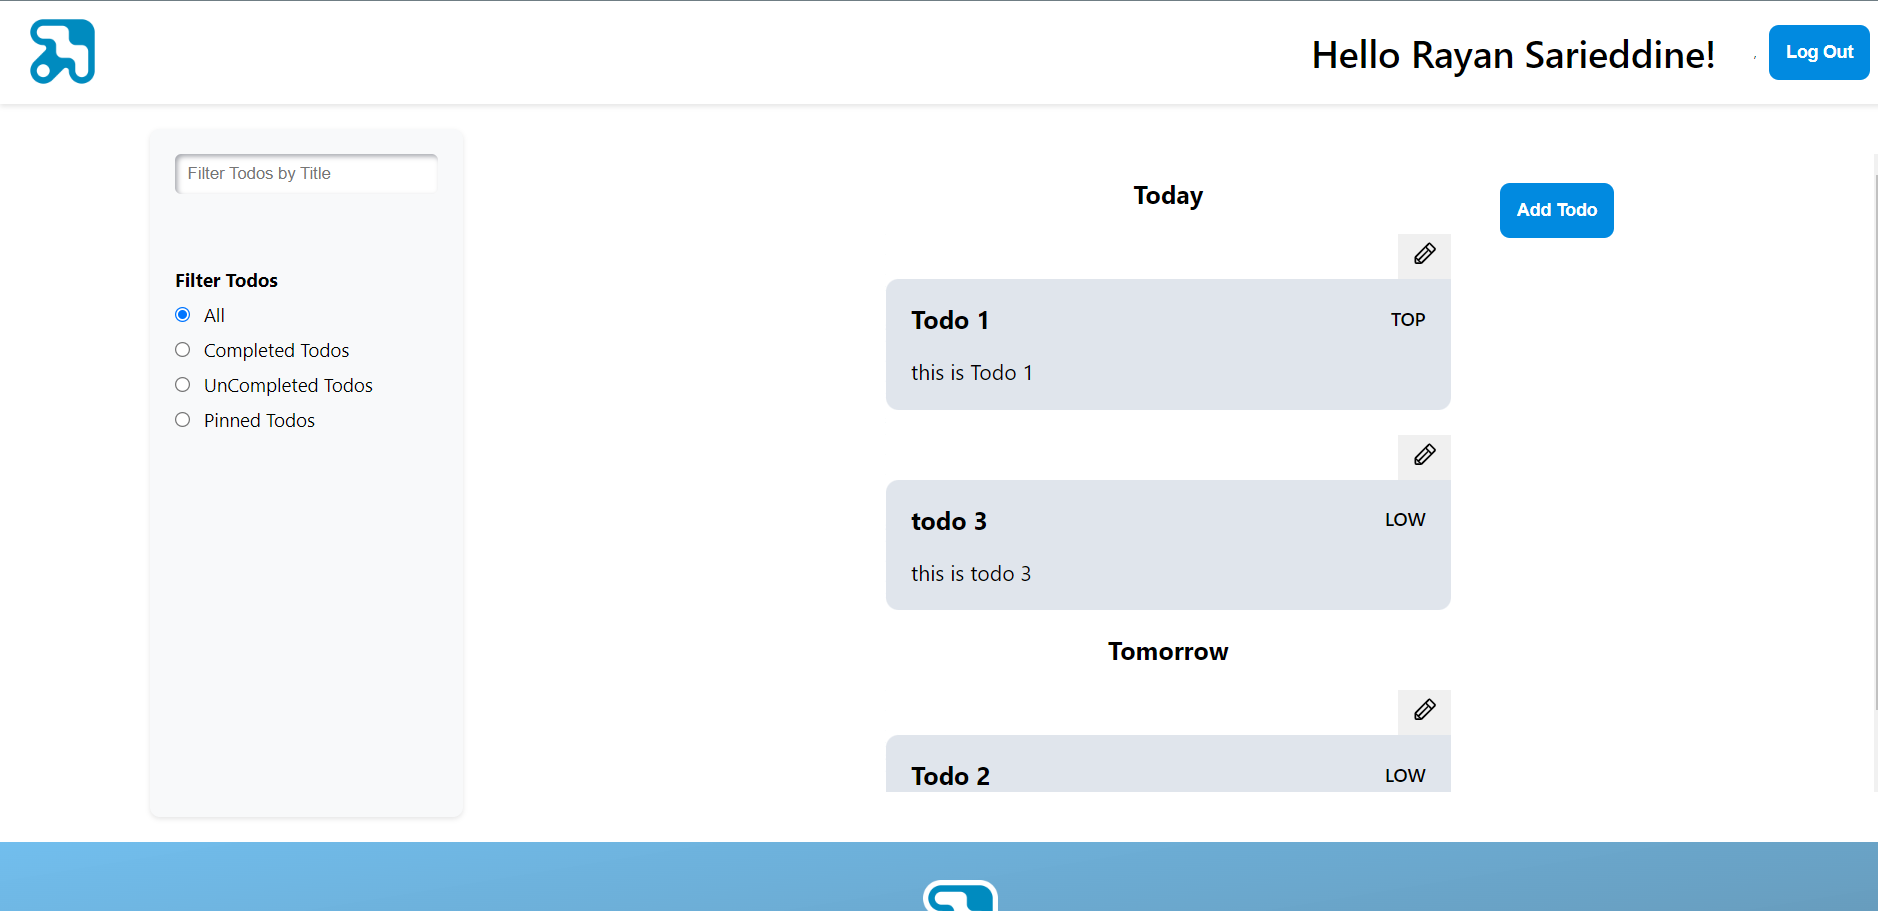 Hello Rayan Sarieddine!
Log Out
Filter Todos by Title
Filter Todos
All
Completed Todos
UnCompleted Todos
Pinned Todos
Today
Add Todo
Todo 1
TOP
this is Todo 1
todo 3
LOW
this is todo 3
Tomorrow
Todo 2
LOW